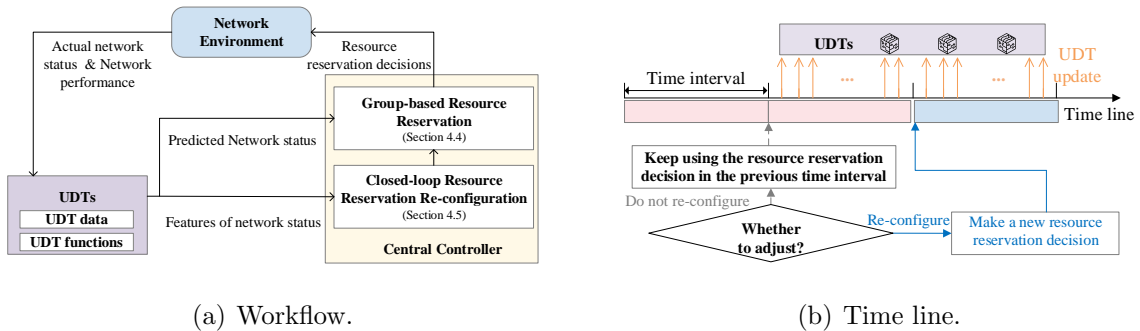 Network
Environment
Actual network
status & Network
performance
Resource
reservation decisions
Group-based Resource
Reservation
(Section 4.4)
Predicted Network status
Closed-loop Resource
Reservation Re-configuration
(Section 4.5)
UDTs
UDT data
UDT functions
Features of network status
Central Controller
(a) Workflow.
UDTs
...
...
UDT
update
Time interval
Time line
Keep using the resource reservation
decision in the previous time interval
Do not re-configure
Whether
to adjust?
Re-configure
Make a new resource
reservation decision
(b) Time line.